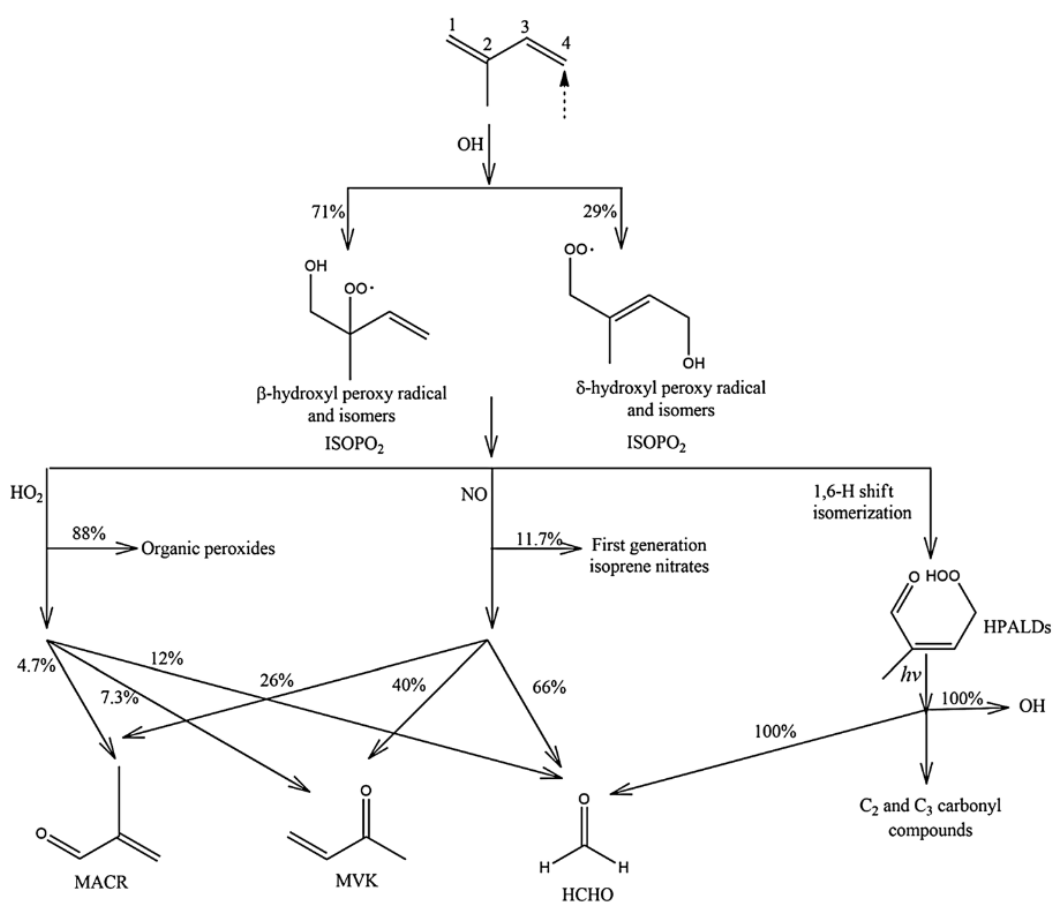 1
2
3
4
OH
71%
29%
OH
OO·
OO·
OH
β-hydroxyl peroxy radical
and isomers
ISOPO₂
δ-hydroxyl peroxy radical
and isomers
ISOPO₂
HO₂
NO
1,6-H shift
isomerization
88%
Organic peroxides
11.7%
First generation
isoprene nitrates
O
HOO
HPALDs
hv
4.7%
7.3%
12%
26%
40%
66%
100%
100%
OH
O
MACR
O
MVK
O
H
H
HCHO
C₂ and C₃ carbonyl
compounds